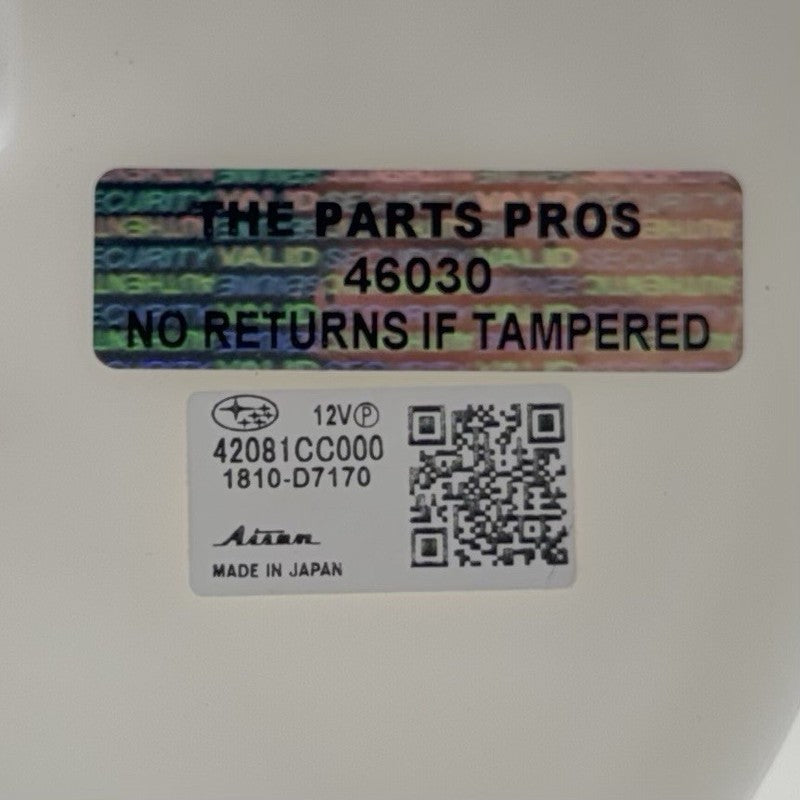 THE PARTS PROS
46030
NO RETURNS IF TAMPERED
12V Ⓟ
42081CC000
1810-D7170
Aisan
MADE IN JAPAN